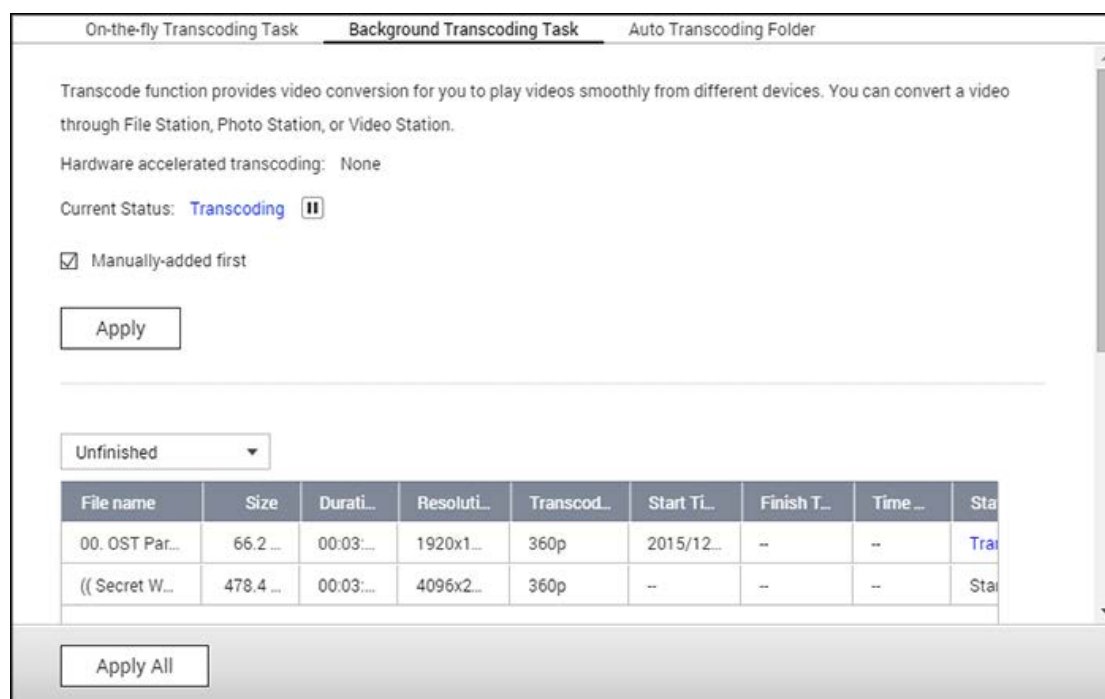 On-the-fly Transcoding Task Background Transcoding Task Auto Transcoding Folder
Transcode function provides video conversion for you to play videos smoothly from different devices. You can convert a video
through File Station, Photo Station, or Video Station.
Hardware accelerated transcoding: None
Current Status: Transcoding
Manually-added first
Apply
Unfinished
File name Size Durati... Resoluti... Transcod... Start Ti... Finish T... Time ... Sta
00. OST Par... 66.2 ... 00:03:... 1920x1... 360p 2015/12... -- -- Trar
(( Secret W... 478.4 ... 00:03:... 4096x2... 360p -- -- -- Star
Apply All